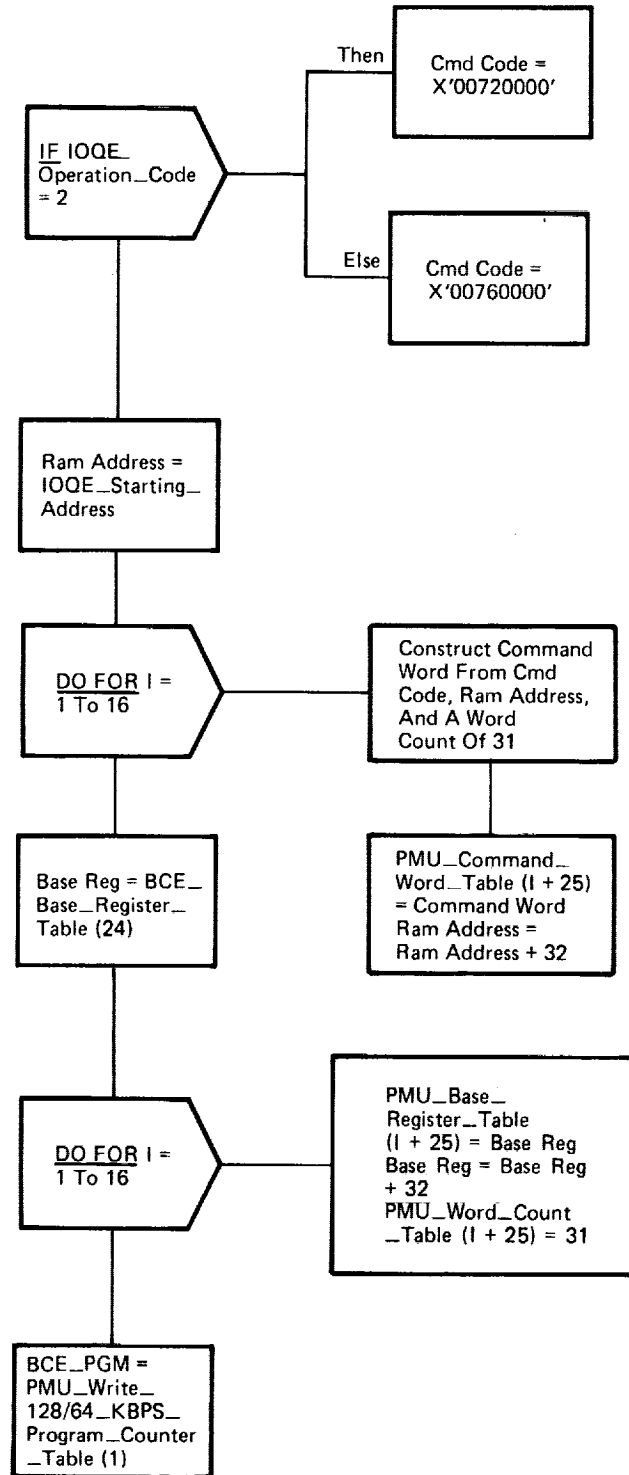 Then
Cmd Code =
X'00720000'
IF IOQE_
Operation_Code
= 2
Else
Cmd Code =
X'00760000'
Ram Address =
IOQE_Starting_
Address
DO FOR I =
1 To 16
Construct Command
Word From Cmd
Code, Ram Address,
And A Word
Count Of 31
PMU_Command_
Word_Table (I + 25)
= Command Word
Ram Address =
Ram Address + 32
Base Reg = BCE_
Base_Register_
Table (24)
DO FOR I =
1 To 16
PMU_Base_
Register_Table
(I + 25) = Base Reg
Base Reg = Base Reg
+ 32
PMU_Word_Count
_Table (I + 25) = 31
BCE_PGM =
PMU_Write_
128/64_KBPS_
Program_Counter
_Table (1)